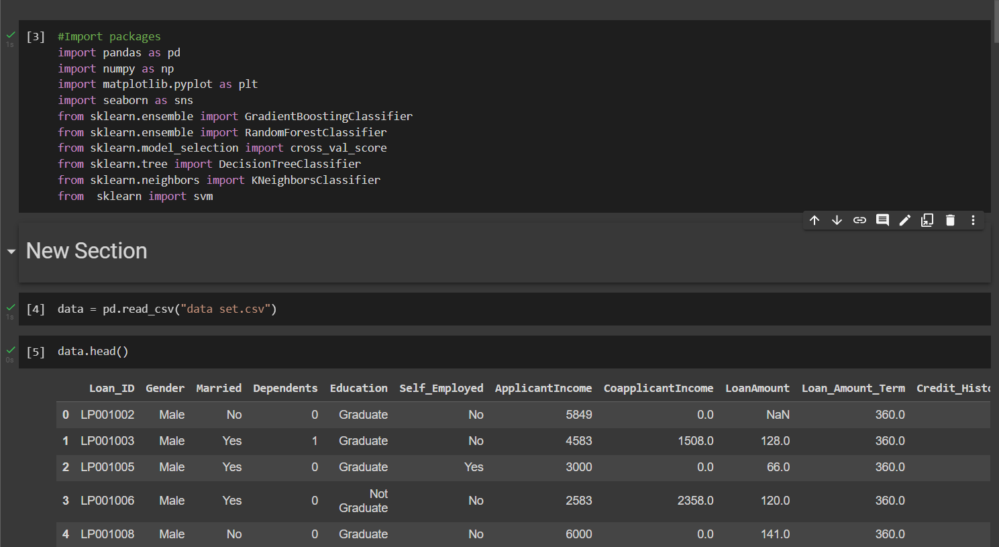 [3] #Import packages
import pandas as pd
import numpy as np
import matplotlib.pyplot as plt
import seaborn as sns
from sklearn.ensemble import GradientBoostingClassifier
from sklearn.ensemble import RandomForestClassifier
from sklearn.model_selection import cross_val_score
from sklearn.tree import DecisionTreeClassifier
from sklearn.neighbors import KNeighborsClassifier
from  sklearn import svm
1s
New Section
[4] data = pd.read_csv("data set.csv")
1s
[5] data.head()
0s
Loan_ID Gender Married Dependents Education Self_Employed ApplicantIncome CoapplicantIncome LoanAmount Loan_Amount_Term Credit_Histo
0 LP001002 Male No 0 Graduate No 5849 0.0 NaN 360.0
1 LP001003 Male Yes 1 Graduate No 4583 1508.0 128.0 360.0
2 LP001005 Male Yes 0 Graduate Yes 3000 0.0 66.0 360.0
3 LP001006 Male Yes 0 Not Graduate No 2583 2358.0 120.0 360.0
4 LP001008 Male No 0 Graduate No 6000 0.0 141.0 360.0